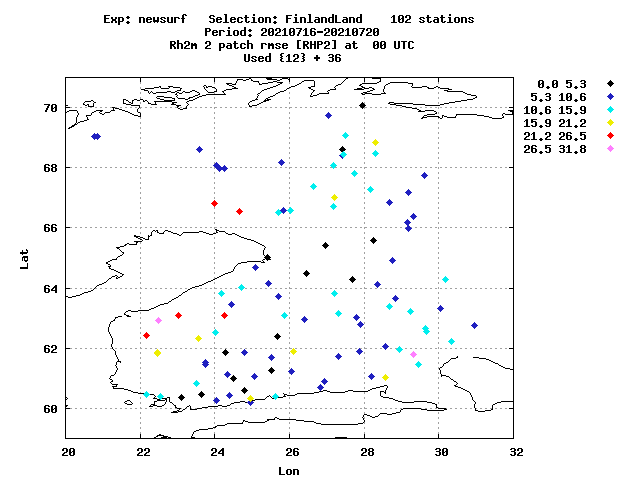 Exp: newsurf   Selection: FinlandLand    102 stations
Period: 20210716-20210720
Rh2m 2 patch rmse [RHP2] at  00 UTC
Used {12} + 36
0.0 5.3
5.3 10.6
10.6 15.9
15.9 21.2
21.2 26.5
26.5 31.8
70
68
66
64
62
60
Lat
20 22 24 26 28 30 32
Lon